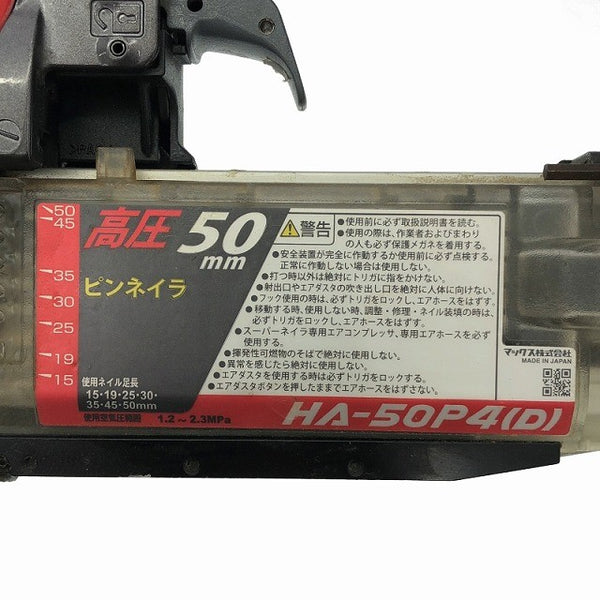 50
45
35
30
25
19
15
高圧 50
mm
ピンネイラ
使用ネイル足長
15・19・25・30・
35・45・50mm
使用空気圧範囲 1.2～2.3MPa
警告
●使用前に必ず取扱説明書を読む。
●使用の際は、作業者およびまわり
の人も必ず保護メガネを着用する。
●安全装置が完全に作動するか使用前に必ず点検する。
正常に作動しない場合は使用しない。
●打つ時以外は絶対にトリガに指をかけない。
●射出口やエアダスタの吹き出し口を絶対に人体に向けない。
●フック使用の時は、必ずトリガをロックし、エアホースをはずす。
●移動する時、使用しない時、調整・修理・ネイル装填の時は、
必ずトリガをロックし、エアホースをはずす。
●スーパーネイラ専用エアコンプレッサ、専用エアホースを必ず
使用する。
●揮発性可燃物のそばで絶対に使用しない。
●異常を感じたら絶対に使用しない。
●エアダスタを使用する時は必ずトリガをロックする。
●エアダスタボタンを押したままでエアホースをはずさない。
マックス株式会社
MADE IN JAPAN
HA-50P4(D)